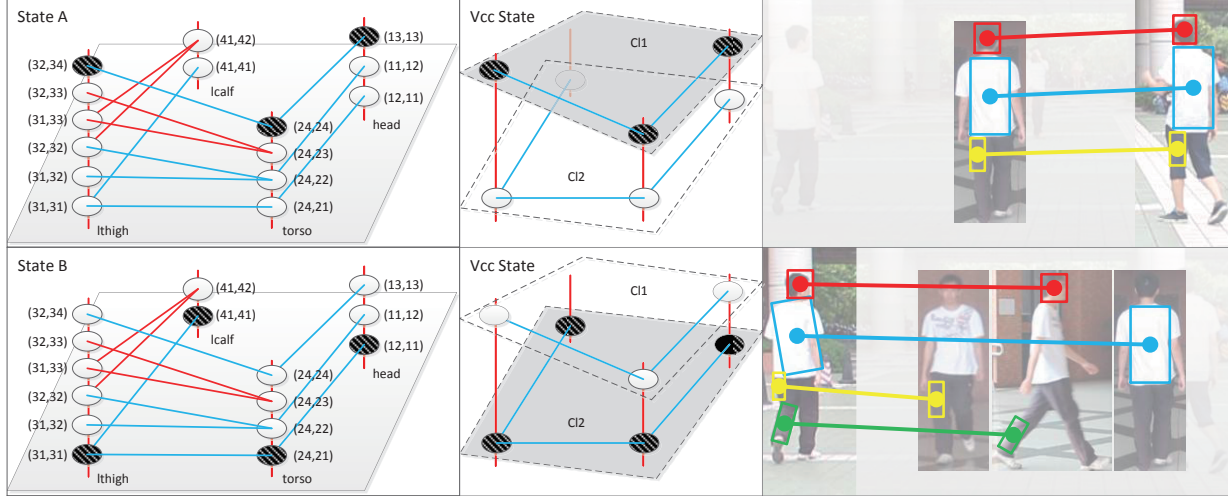 State A
(32,34)
(32,33)
(31,33)
(32,32)
(31,32)
(31,31)
lthigh
(41,42)
(41,41)
lcalf
(24,24)
(24,23)
(24,22)
(24,21)
torso
(13,13)
(11,12)
(12,11)
head
Vcc State
Cl1
Cl2
State B
(32,34)
(32,33)
(31,33)
(32,32)
(31,32)
(31,31)
lthigh
(41,42)
(41,41)
lcalf
(24,24)
(24,23)
(24,22)
(24,21)
torso
(13,13)
(11,12)
(12,11)
head
Vcc State
Cl1
Cl2